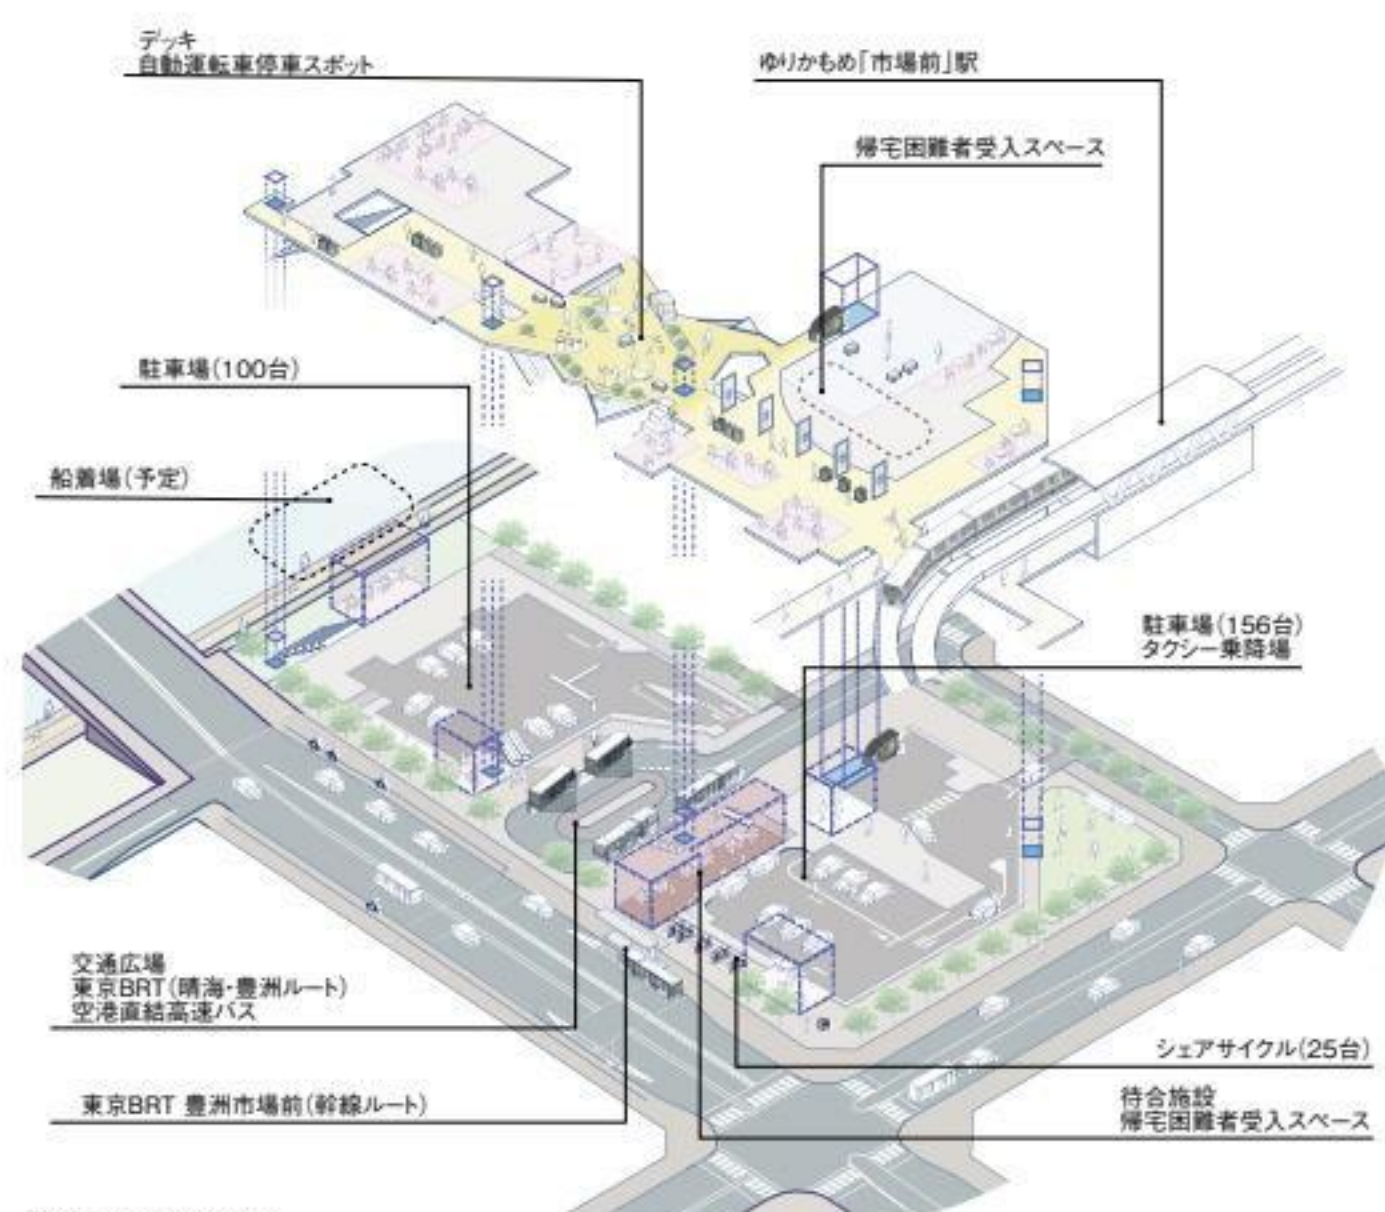 デッキ
自動運転車停車スポット
ゆりかもめ「市場前」駅
帰宅困難者受入スペース
駐車場(100台)
船着場(予定)
駐車場(156台)
タクシー乗降場
交通広場
東京BRT(晴海・豊洲ルート)
空港直結高速バス
シェアサイクル(25台)
東京BRT 豊洲市場前(幹線ルート)
待合施設
帰宅困難者受入スペース